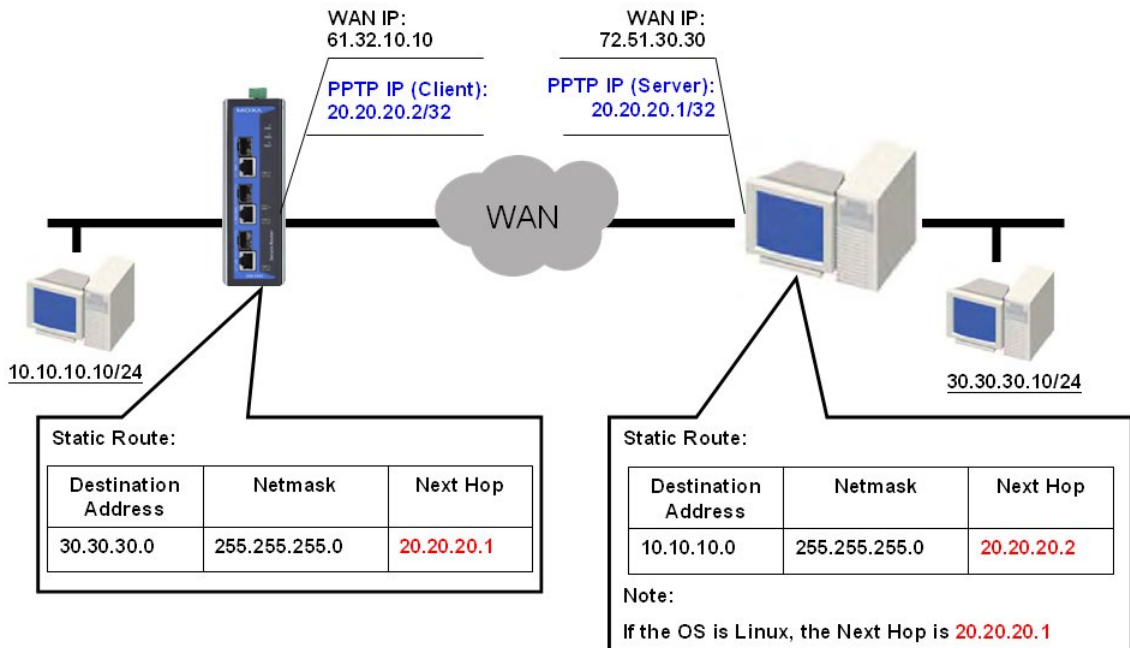 WAN IP:
61.32.10.10
WAN IP:
72.51.30.30
PPTP IP (Client):
20.20.20.2/32
PPTP IP (Server):
20.20.20.1/32
MOXA
WAN
10.10.10.10/24
30.30.30.10/24
Static Route:
Destination Address Netmask Next Hop
30.30.30.0 255.255.255.0 20.20.20.1
Static Route:
Destination Address Netmask Next Hop
10.10.10.0 255.255.255.0 20.20.20.2
Note:
If the OS is Linux, the Next Hop is 20.20.20.1